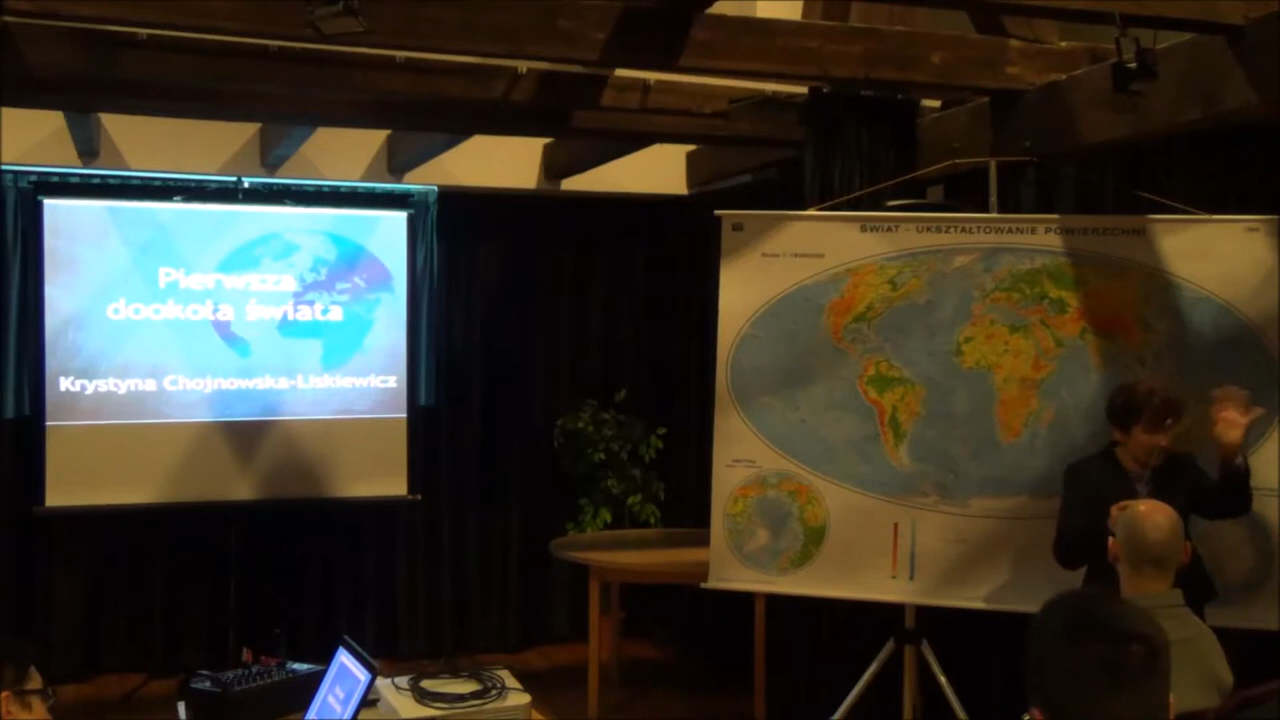 Pierwsza
dookoła świata
Krystyna Chojnowska-Liskiewicz
ŚWIAT - UKSZTAŁTOWANIE POWIERZCHNI